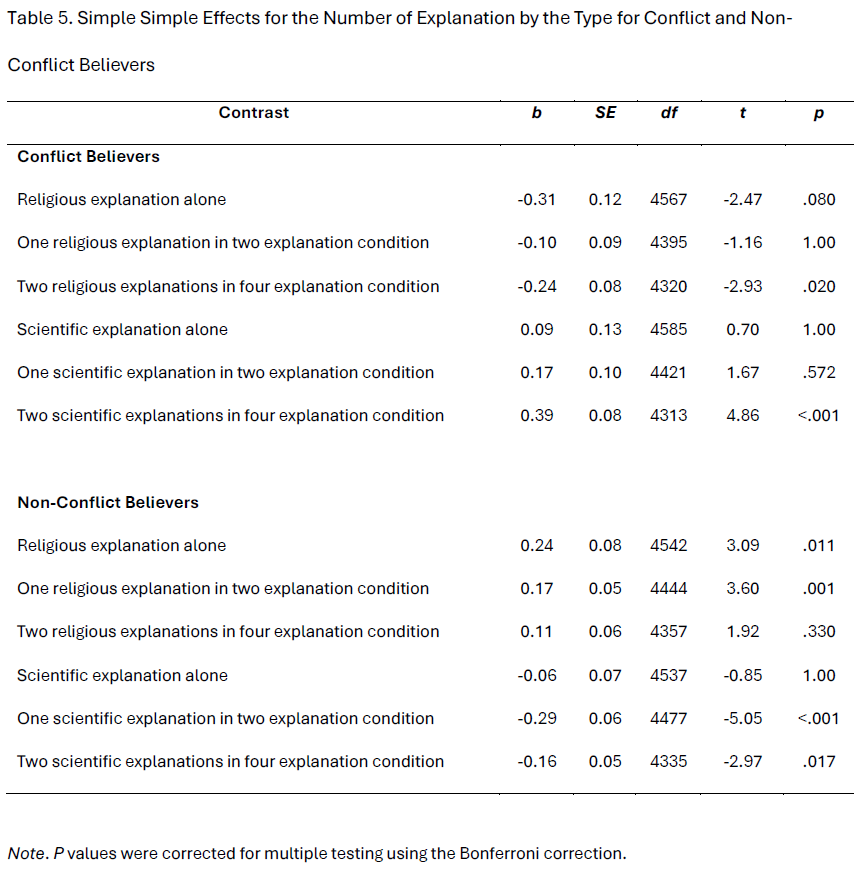 Table 5. Simple Simple Effects for the Number of Explanation by the Type for Conflict and Non-
Conflict Believers
Contrast b SE df t p
Conflict Believers
Religious explanation alone -0.31 0.12 4567 -2.47 .080
One religious explanation in two explanation condition -0.10 0.09 4395 -1.16 1.00
Two religious explanations in four explanation condition -0.24 0.08 4320 -2.93 .020
Scientific explanation alone 0.09 0.13 4585 0.70 1.00
One scientific explanation in two explanation condition 0.17 0.10 4421 1.67 .572
Two scientific explanations in four explanation condition 0.39 0.08 4313 4.86 <.001
Non-Conflict Believers
Religious explanation alone 0.24 0.08 4542 3.09 .011
One religious explanation in two explanation condition 0.17 0.05 4444 3.60 .001
Two religious explanations in four explanation condition 0.11 0.06 4357 1.92 .330
Scientific explanation alone -0.06 0.07 4537 -0.85 1.00
One scientific explanation in two explanation condition -0.29 0.06 4477 -5.05 <.001
Two scientific explanations in four explanation condition -0.16 0.05 4335 -2.97 .017
Note. P values were corrected for multiple testing using the Bonferroni correction.